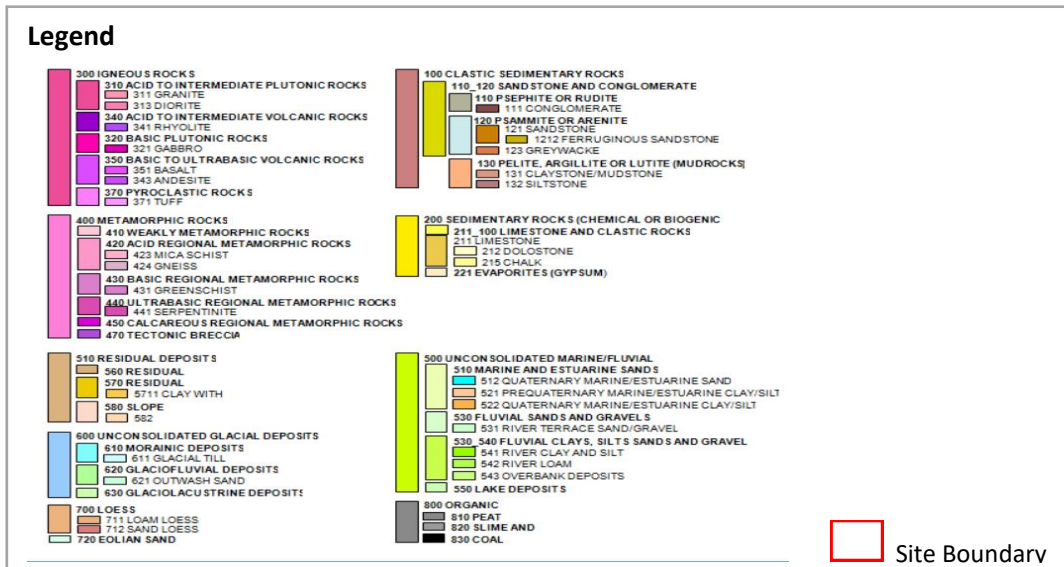 Legend
300 IGNEOUS ROCKS
310 ACID TO INTERMEDIATE PLUTONIC ROCKS
311 GRANITE
313 DIORITE
340 ACID TO INTERMEDIATE VOLCANIC ROCKS
341 RHYOLITE
320 BASIC PLUTONIC ROCKS
321 GABBRO
350 BASIC TO ULTRABASIC VOLCANIC ROCKS
351 BASALT
343 ANDESITE
370 PYROCLASTIC ROCKS
371 TUFF
400 METAMORPHIC ROCKS
410 WEAKLY METAMORPHIC ROCKS
420 ACID REGIONAL METAMORPHIC ROCKS
423 MICA SCHIST
424 GNEISS
430 BASIC REGIONAL METAMORPHIC ROCKS
431 GREENSCHIST
440 ULTRABASIC REGIONAL METAMORPHIC ROCKS
441 SERPENTINITE
450 CALCAREOUS REGIONAL METAMORPHIC ROCKS
470 TECTONIC BRECCIA
510 RESIDUAL DEPOSITS
560 RESIDUAL
570 RESIDUAL
5711 CLAY WITH
580 SLOPE
582
600 UNCONSOLIDATED GLACIAL DEPOSITS
610 MORAINIC DEPOSITS
611 GLACIAL TILL
620 GLACIOFLUVIAL DEPOSITS
621 OUTWASH SAND
630 GLACIOLACUSTRINE DEPOSITS
700 LOESS
711 LOAM LOESS
712 SAND LOESS
720 EOLIAN SAND
100 CLASTIC SEDIMENTARY ROCKS
110_120 SANDSTONE AND CONGLOMERATE
110 PSEPHITE OR RUDITE
111 CONGLOMERATE
120 PSAMMITE OR ARENITE
121 SANDSTONE
1212 FERRUGINOUS SANDSTONE
123 GREYWACKE
130 PELITE, ARGILLITE OR LUTITE (MUDROCKS)
131 CLAYSTONE/MUDSTONE
132 SILTSTONE
200 SEDIMENTARY ROCKS (CHEMICAL OR BIOGENIC
211_100 LIMESTONE AND CLASTIC ROCKS
211 LIMESTONE
212 DOLOSTONE
215 CHALK
221 EVAPORITES (GYPSUM)
500 UNCONSOLIDATED MARINE/FLUVIAL
510 MARINE AND ESTUARINE SANDS
512 QUATERNARY MARINE/ESTUARINE SAND
521 PREQUATERNARY MARINE/ESTUARINE CLAY/SILT
522 QUATERNARY MARINE/ESTUARINE CLAY/SILT
530 FLUVIAL SANDS AND GRAVELS
531 RIVER TERRACE SAND/GRAVEL
530_540 FLUVIAL CLAYS, SILTS SANDS AND GRAVEL
541 RIVER CLAY AND SILT
542 RIVER LOAM
543 OVERBANK DEPOSITS
550 LAKE DEPOSITS
800 ORGANIC
810 PEAT
820 SLIME AND
830 COAL
Site Boundary